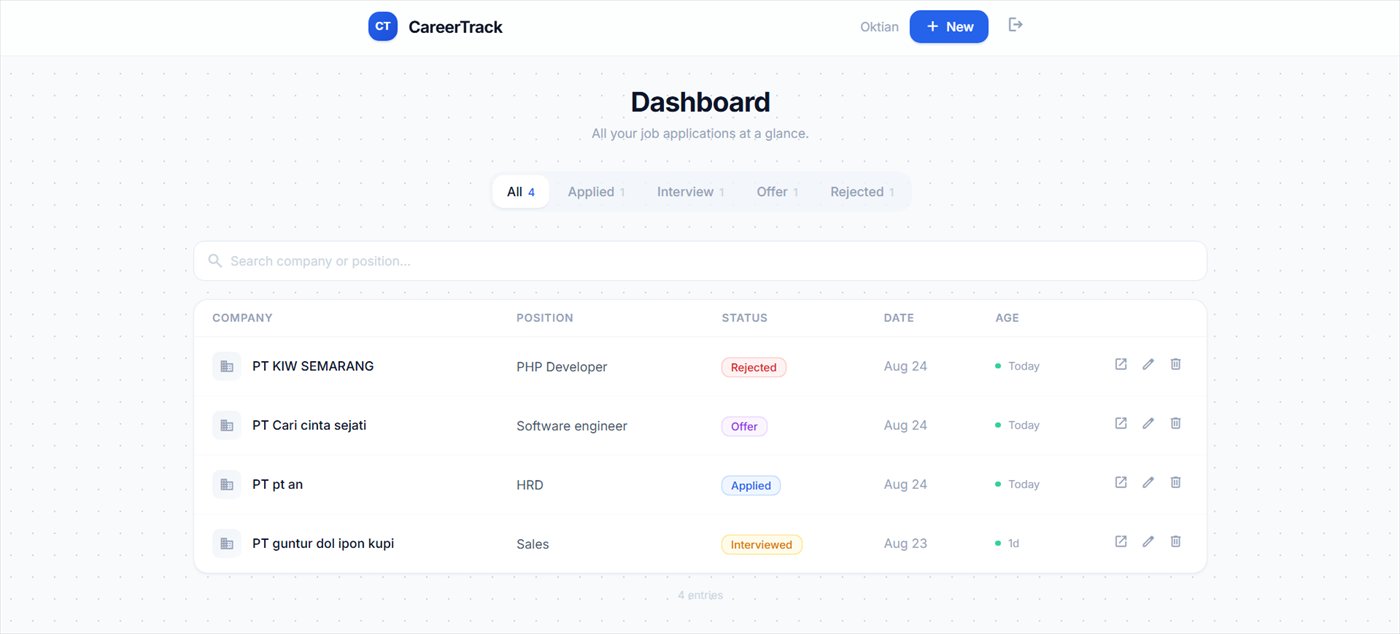 CT CareerTrack Oktian + New
Dashboard
All your job applications at a glance.
All 4 Applied 1 Interview 1 Offer 1 Rejected 1
Search company or position...
COMPANY POSITION STATUS DATE AGE
PT KIW SEMARANG PHP Developer Rejected Aug 24 Today
PT Cari cinta sejati Software engineer Offer Aug 24 Today
PT pt an HRD Applied Aug 24 Today
PT guntur dol ipon kupi Sales Interviewed Aug 23 1d
4 entries